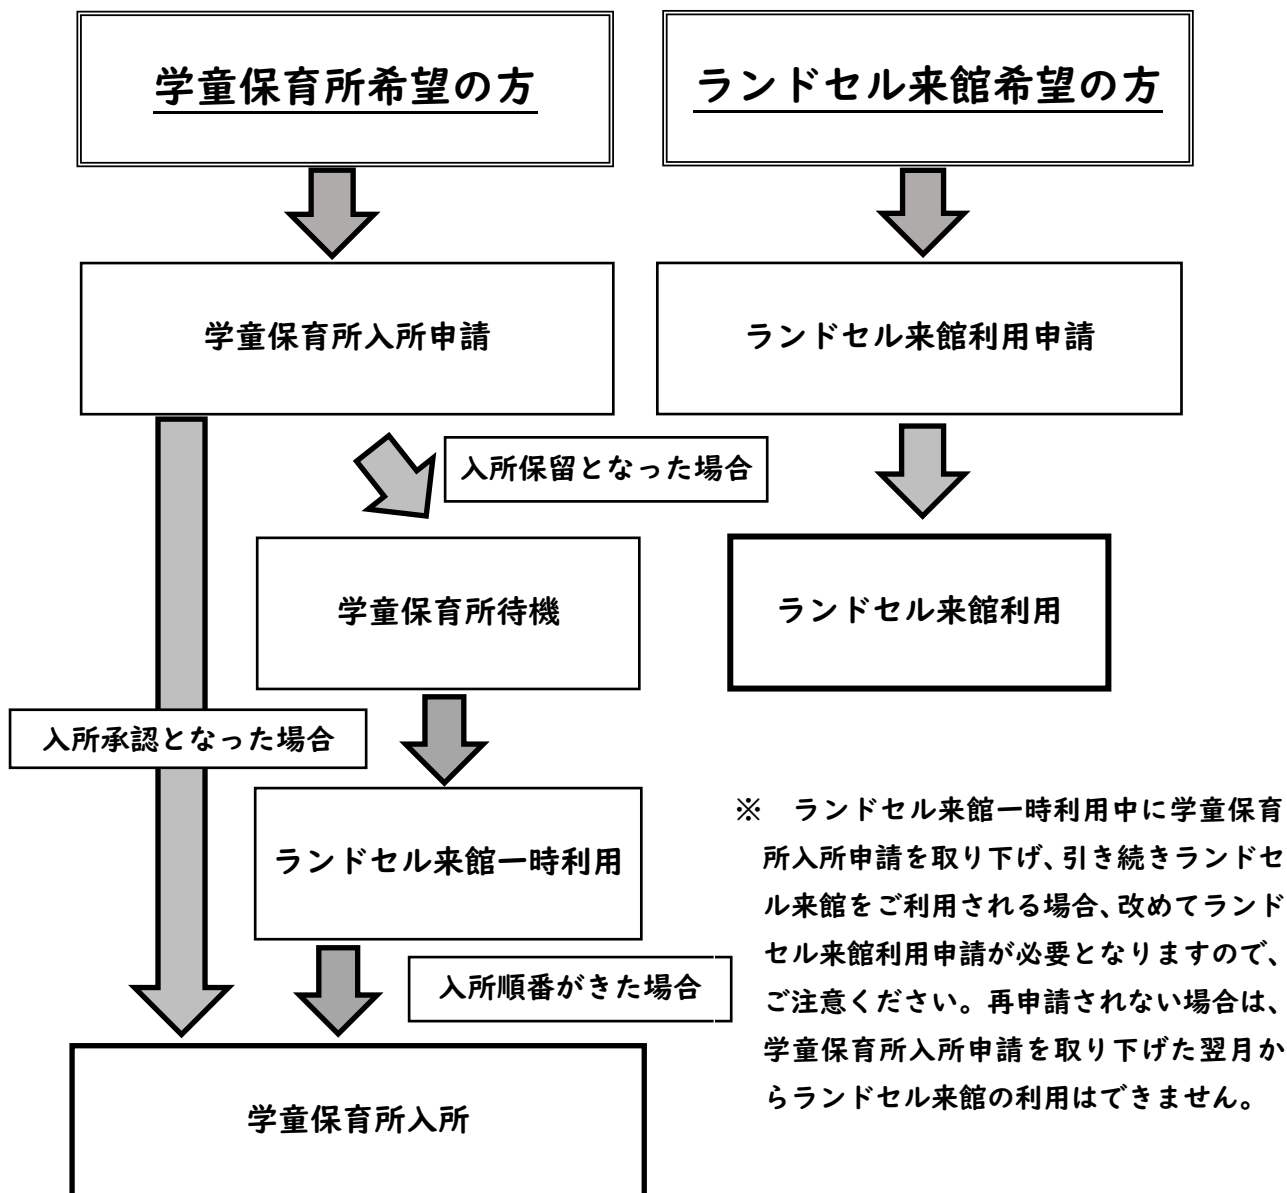 学童保育所希望の方
ランドセル来館希望の方
学童保育所入所申請
ランドセル来館利用申請
入所保留となった場合
学童保育所待機
ランドセル来館利用
入所承認となった場合
ランドセル来館一時利用
入所順番がきた場合
学童保育所入所
※　ランドセル来館一時利用中に学童保育
所入所申請を取り下げ、引き続きランドセ
ル来館をご利用される場合、改めてランド
セル来館利用申請が必要となりますので、
ご注意ください。再申請されない場合は、
学童保育所入所申請を取り下げた翌月か
らランドセル来館の利用はできません。